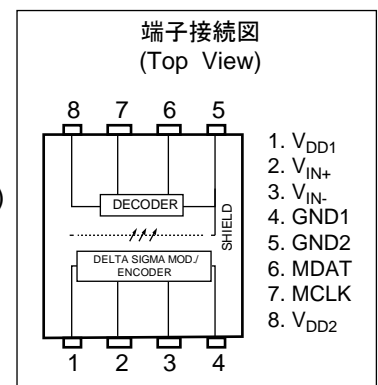 端子接続図
(Top View)
8 7 6 5
DECODER
SHIELD
DELTA SIGMA MOD./
ENCODER
1 2 3 4
1. VDD1
2. VIN+
3. VIN-
4. GND1
5. GND2
6. MDAT
7. MCLK
8. VDD2
)